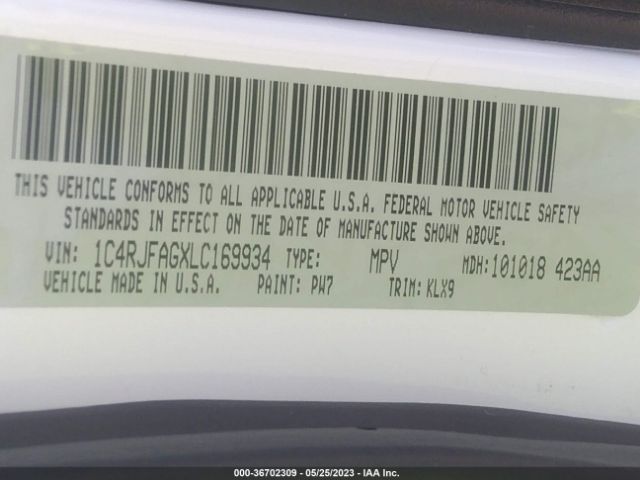 THIS VEHICLE CONFORMS TO ALL APPLICABLE U.S.A. FEDERAL MOTOR VEHICLE SAFETY
STANDARDS IN EFFECT ON THE DATE OF MANUFACTURE SHOWN ABOVE.
VIN: 1C4RJFAGXLC169934 TYPE: MPV MDH:101018 423AA
VEHICLE MADE IN U.S.A. PAINT: PW7 TRIM: KLX9
000-36702309 - 05/25/2023 - IAA Inc.